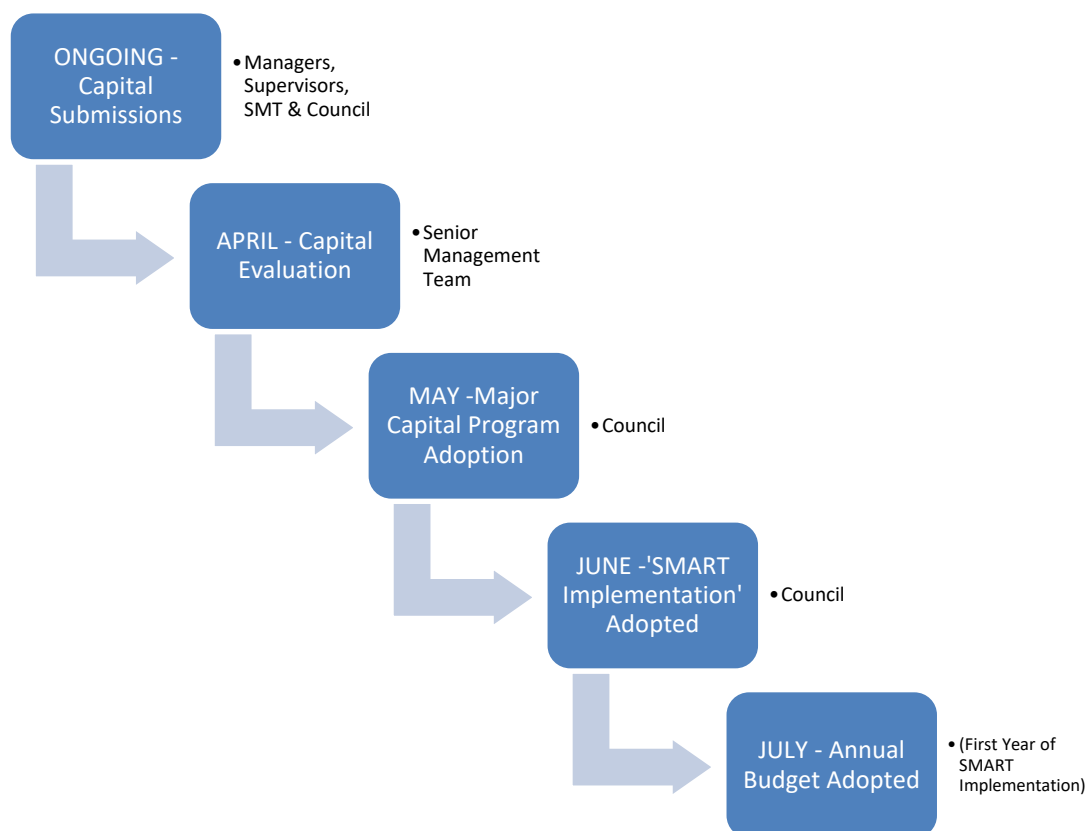 ONGOING -
Capital
Submissions
•Managers,
Supervisors,
SMT & Council
APRIL - Capital
Evaluation
•Senior
Management
Team
MAY -Major
Capital Program
Adoption
•Council
JUNE -'SMART
Implementation'
Adopted
•Council
JULY - Annual
Budget Adopted
•(First Year of
SMART
Implementation)